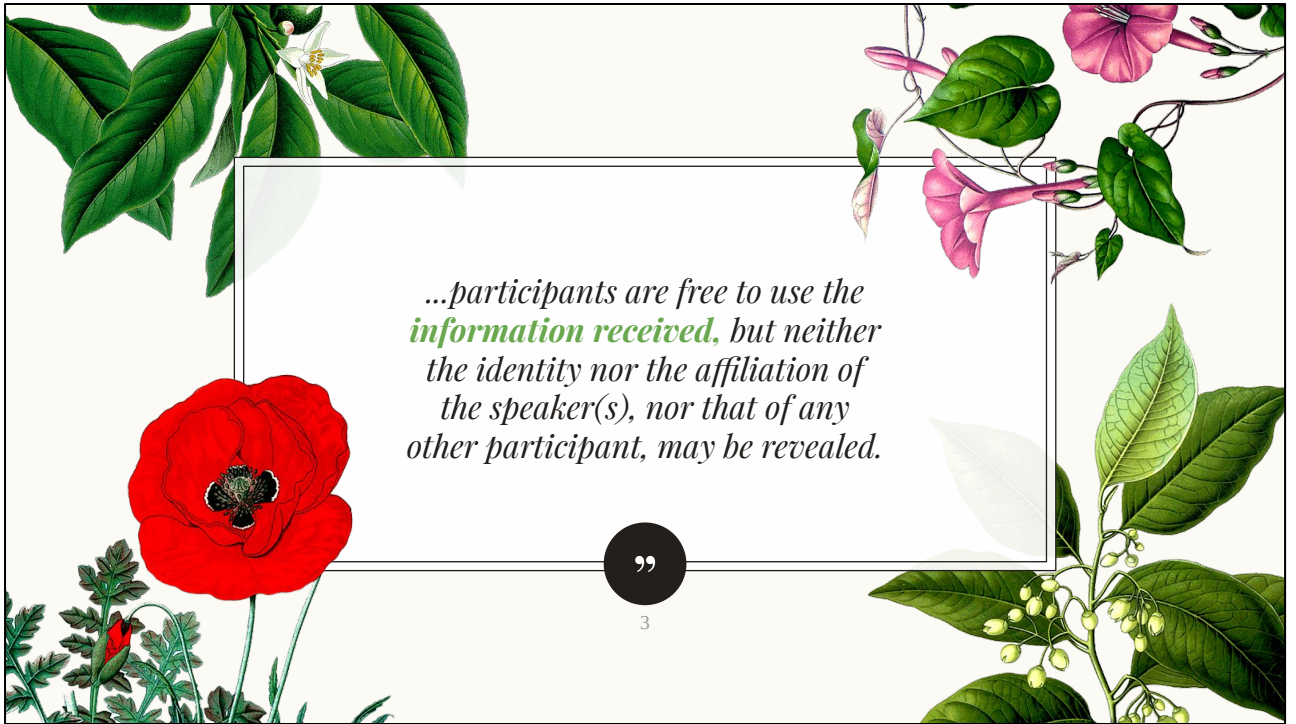 ...participants are free to use the
information received, but neither
the identity nor the affiliation of
the speaker(s), nor that of any
other participant, may be revealed.
”
3